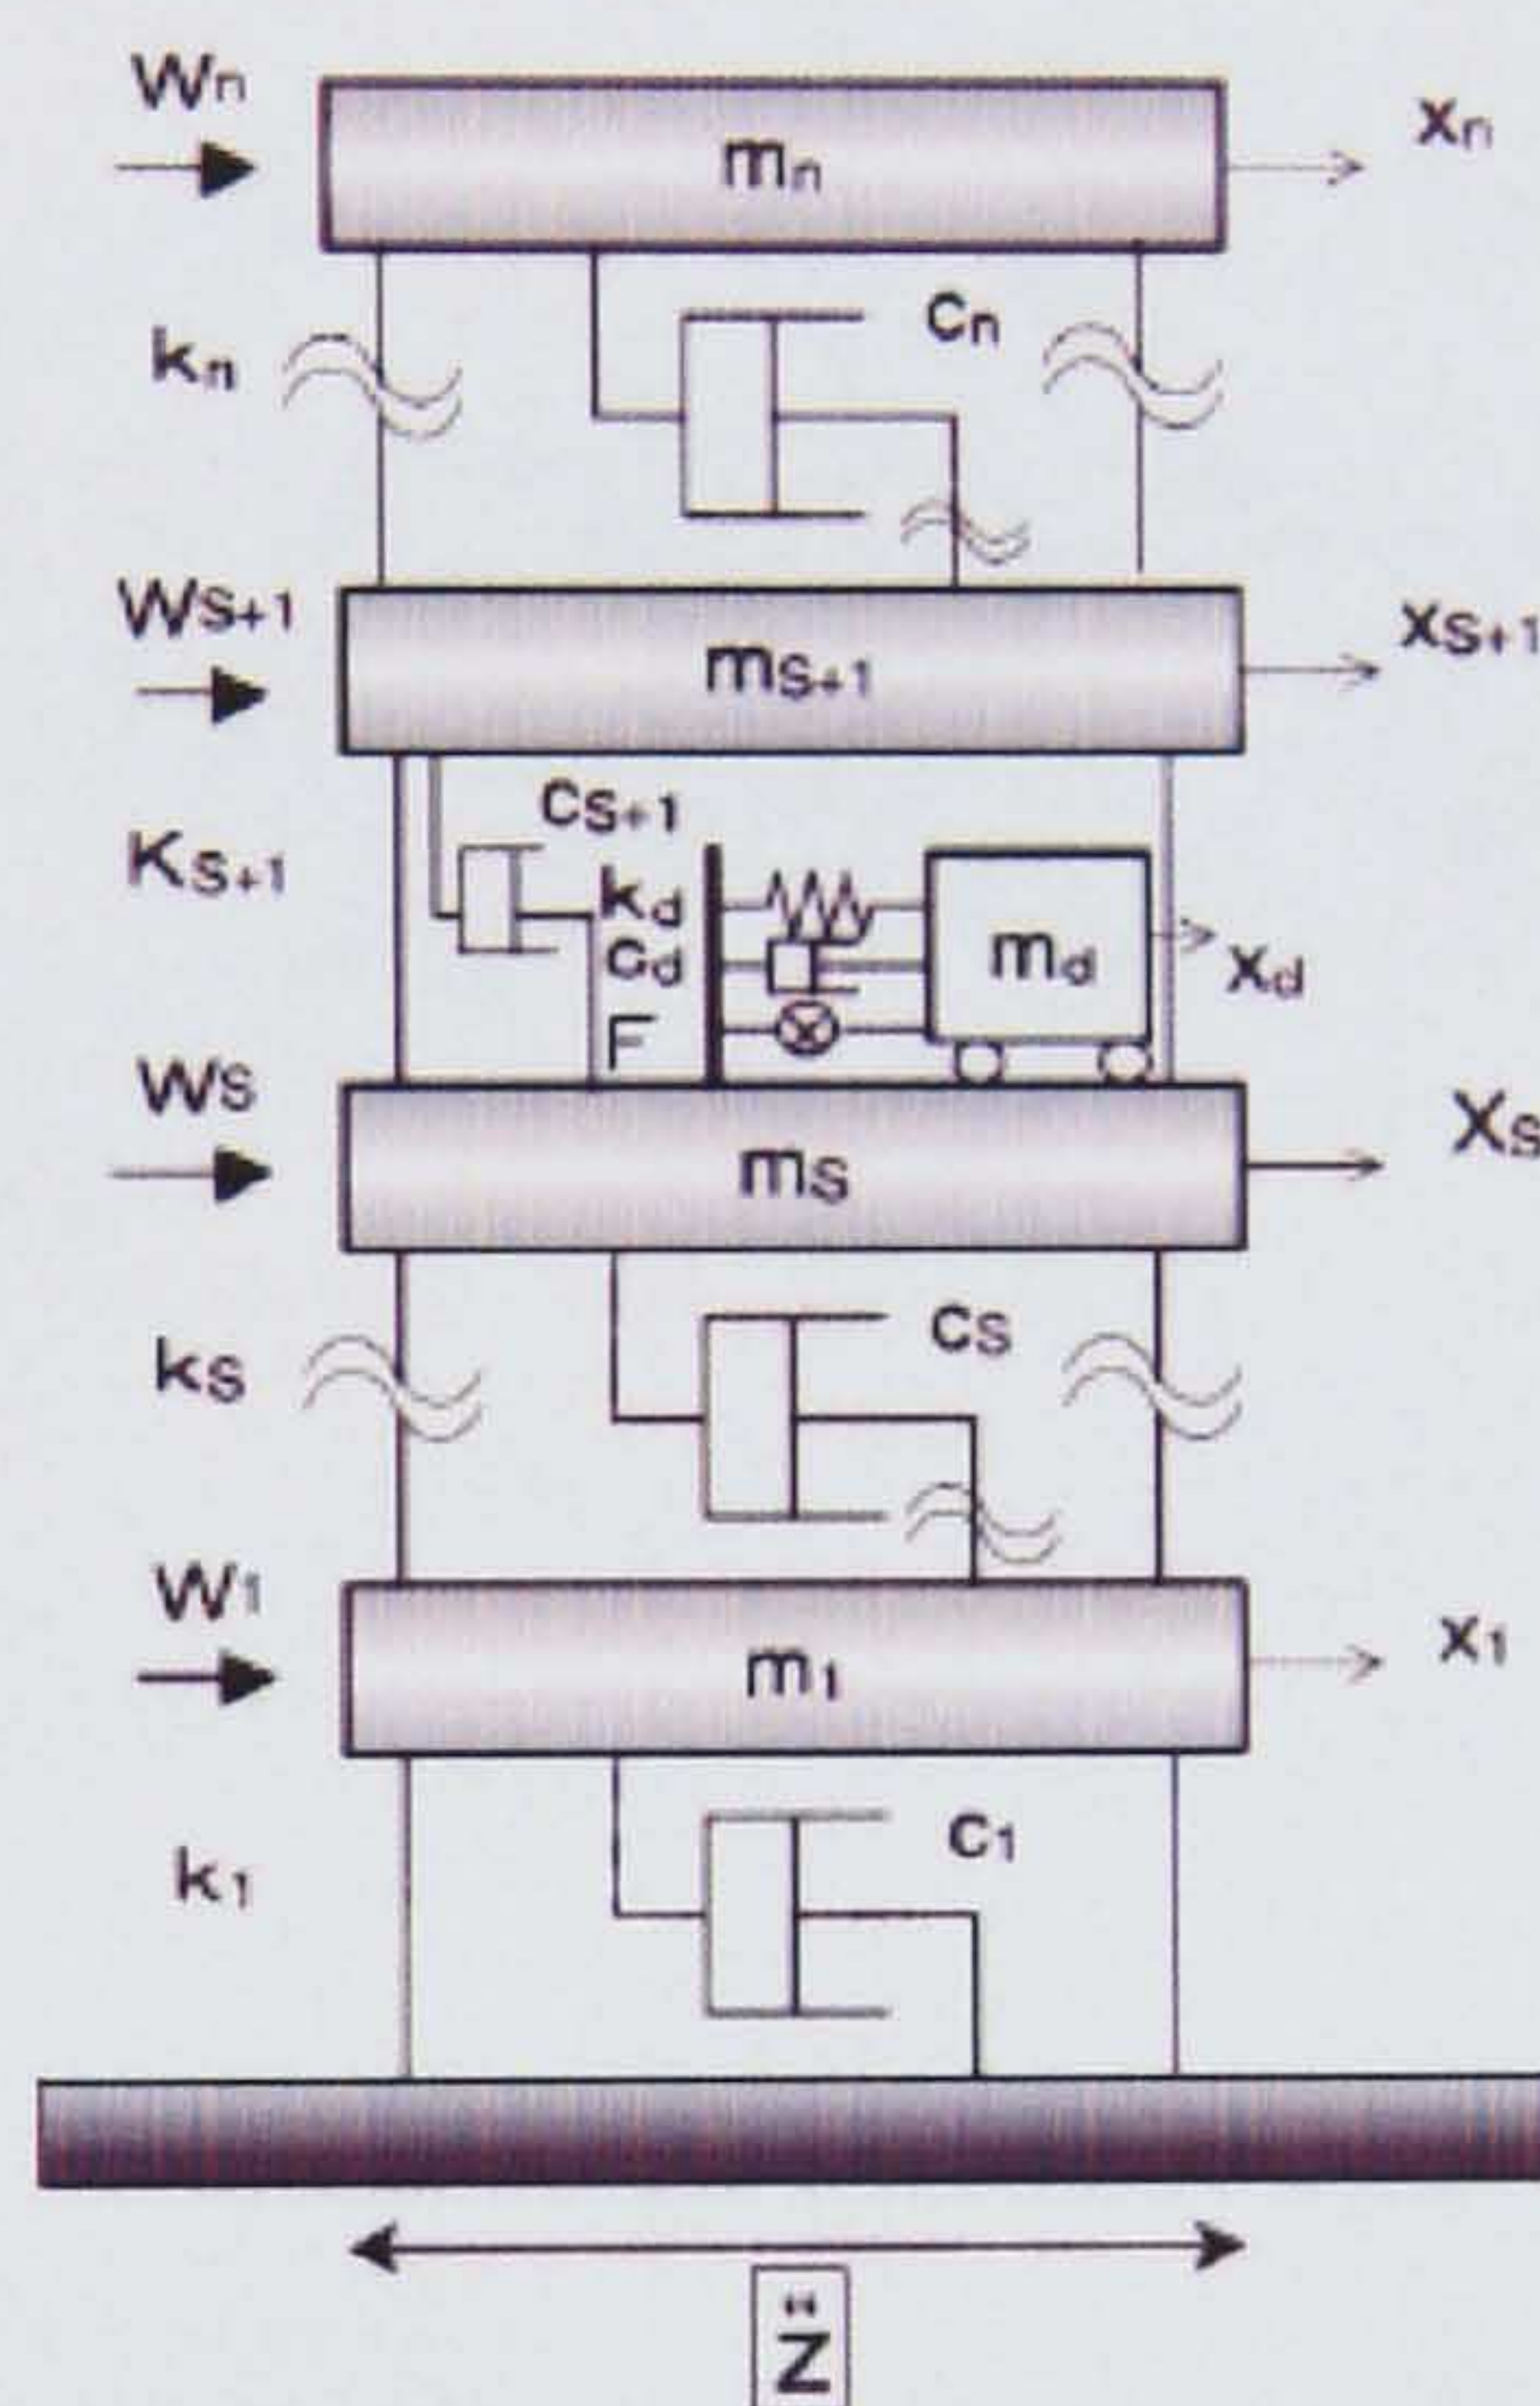 Wn
xn
mn
cn
kn
WS+1
xS+1
mS+1
cS+1
KS+1
kd
cd
md
xd
F
WS
XS
mS
cS
kS
W1
x1
m1
c1
k1
z̈